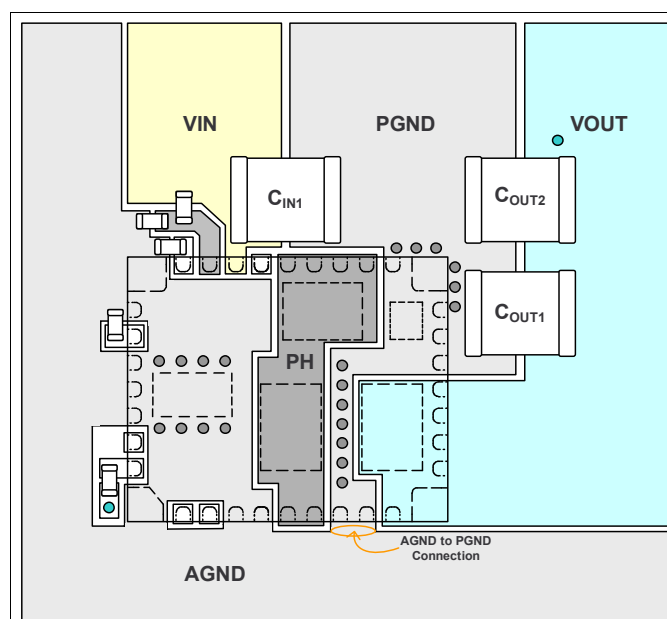 VIN
PGND
VOUT
CIN1
COUT2
COUT1
PH
AGND to PGND
Connection
AGND